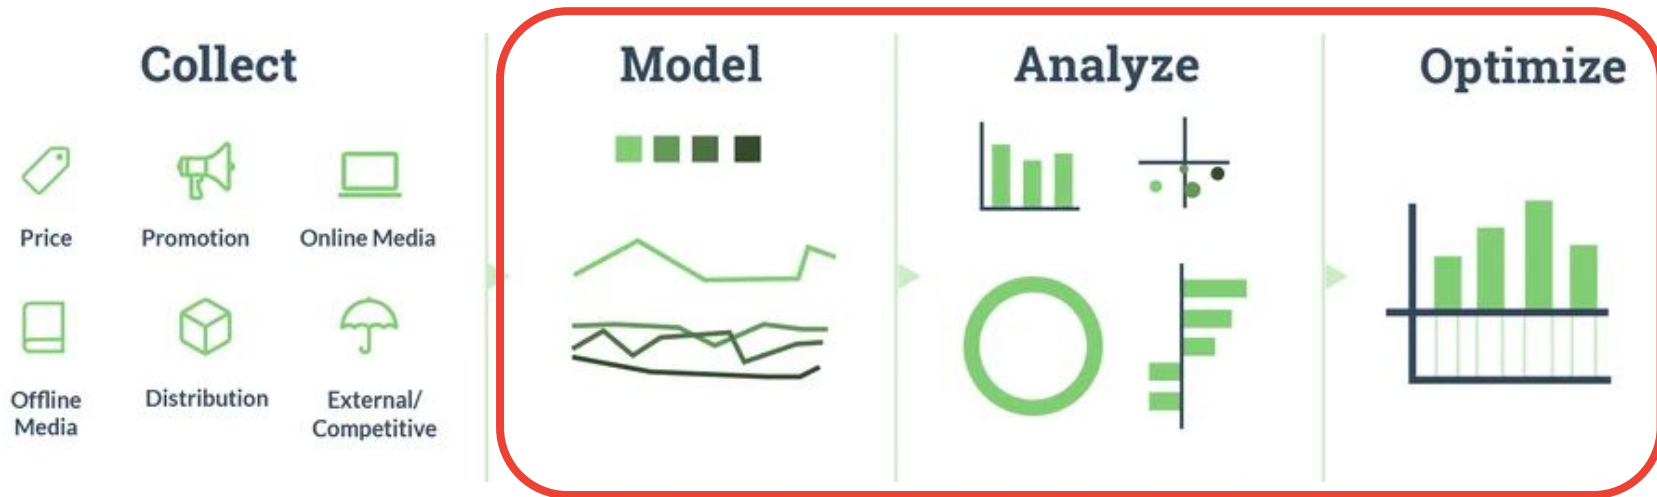 Collect
Model
Analyze
Optimize
Price
Promotion
Online Media
Offline
Media
Distribution
External/
Competitive